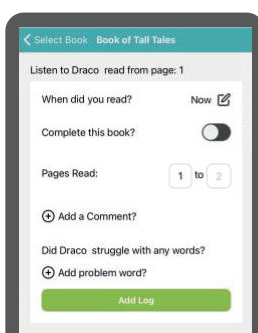 Select Book Book of Tall Tales
Listen to Draco read from page: 1
When did you read? Now
Complete this book?
Pages Read: 1 to 2
Add a Comment?
Did Draco struggle with any words?
Add problem word?
Add Log